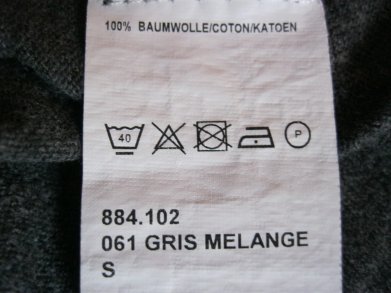 100% BAUMWOLLE/COTON/KATOEN
40 P
884.102
061 GRIS MELANGE
S